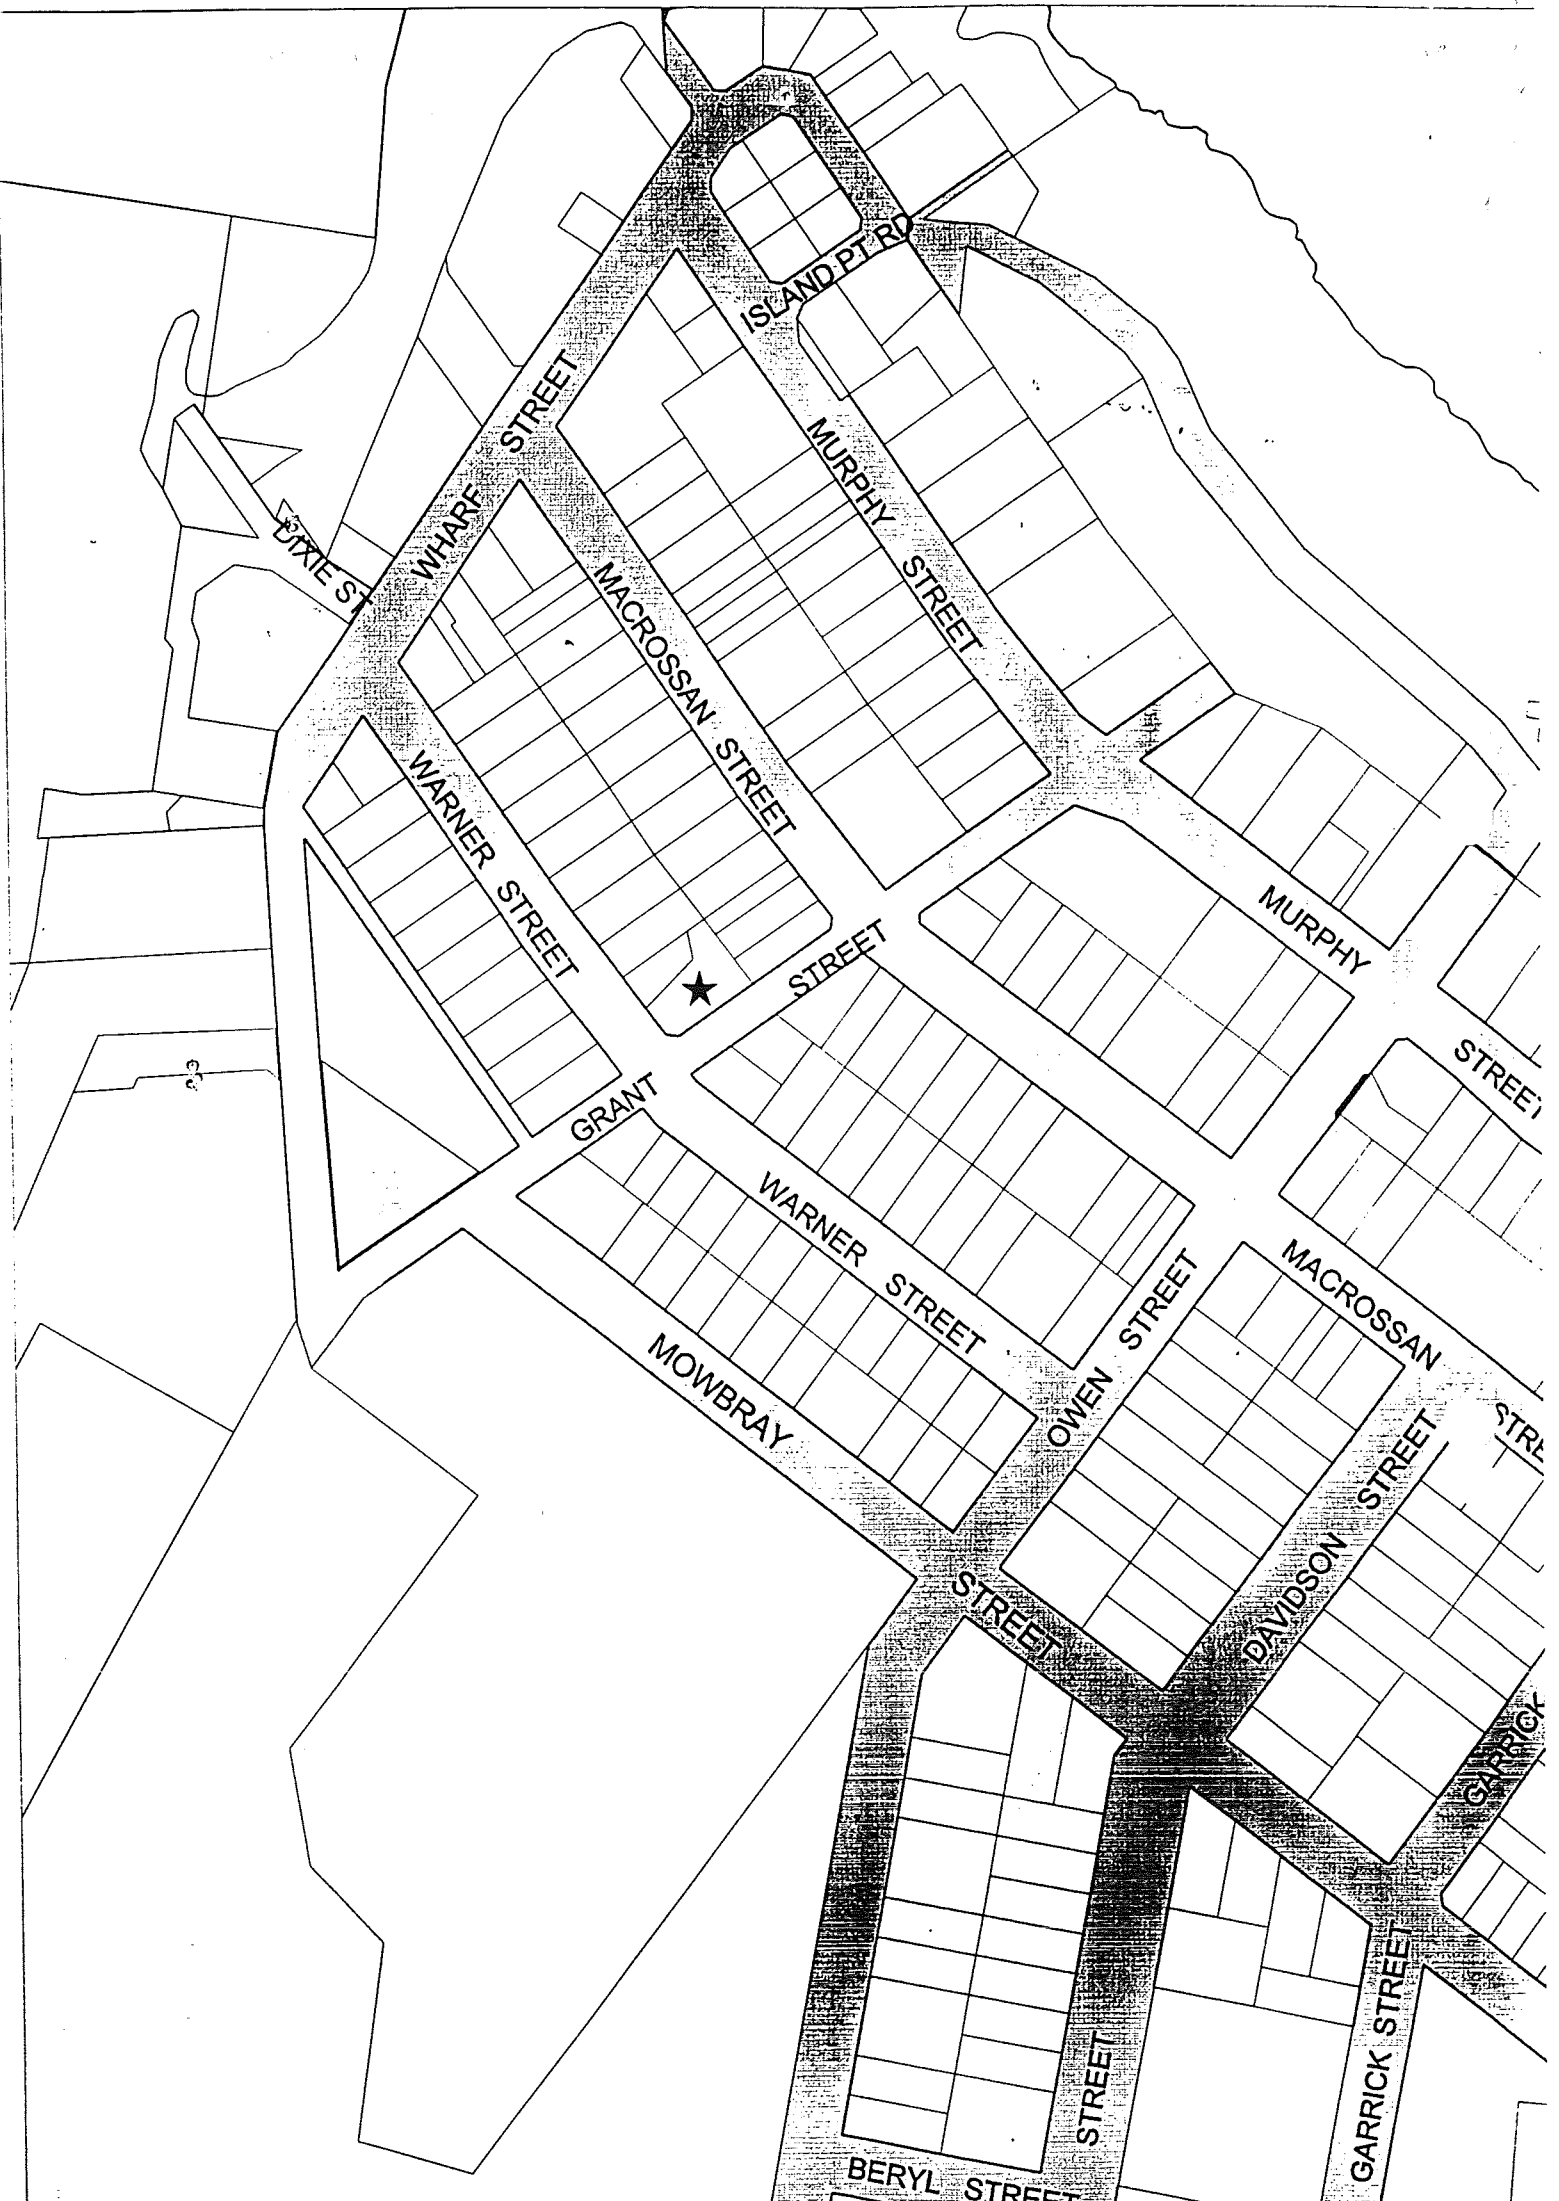 ISLAND PT RD
WHARF STREET
MURPHY STREET
DIXIE ST
MACROSSAN STREET
WARNER STREET
GRANT STREET
MURPHY STREET
WARNER STREET
OWEN STREET
MACROSSAN
STRE
MOWBRAY STREET
DAVIDSON STREET
GARRICK
GARRICK STREET
STREET
BERYL STREET